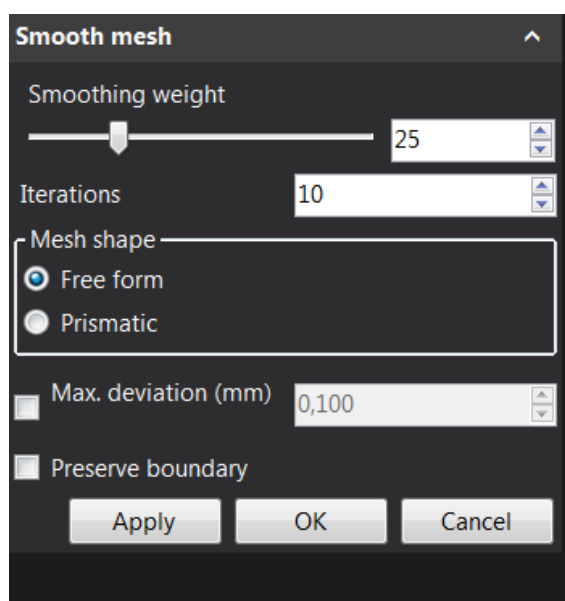 Smooth mesh
Smoothing weight
25
Iterations 10
Mesh shape
Free form
Prismatic
Max. deviation (mm) 0,100
Preserve boundary
Apply OK Cancel